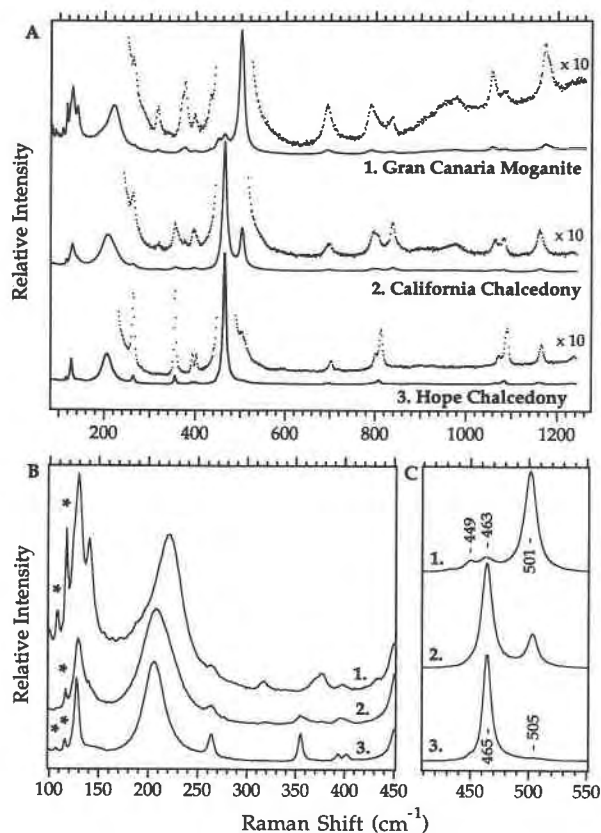 A
x 10
1. Gran Canaria Moganite
x 10
2. California Chalcedony
x 10
3. Hope Chalcedony
Relative Intensity
200 400 600 800 1000 1200
B
* *
*
* *
1.
2.
3.
Relative Intensity
100 150 200 250 300 350 400 450
C
449
463
501
1.
2.
3.
465
505
450 500 550
Raman Shift (cm⁻¹)